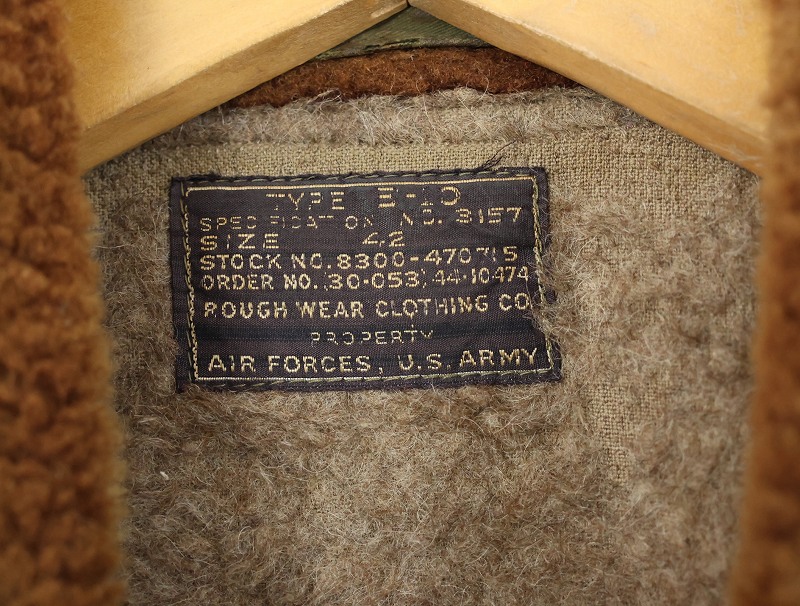 TYPE B-10
SPECIFICATION NO. 3157
SIZE 42
STOCK NO. 8300-470715
ORDER NO. (30-053) 44-10474
ROUGH WEAR CLOTHING CO.
PROPERTY
AIR FORCES, U.S. ARMY